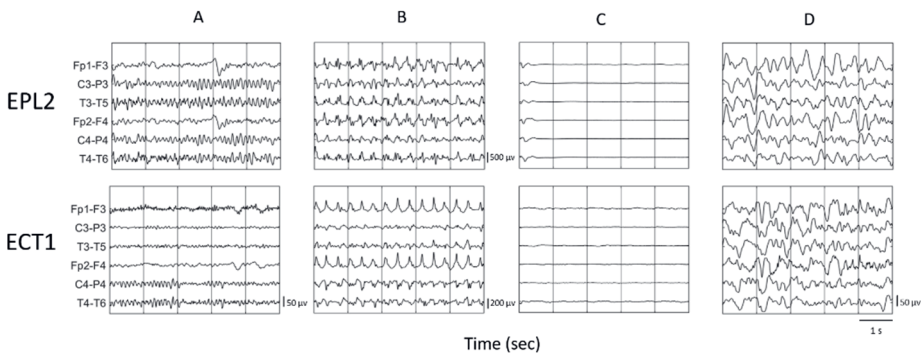 A B C D
EPL2
Fp1-F3
C3-P3
T3-T5
Fp2-F4
C4-P4
T4-T6
500 μv
ECT1
Fp1-F3
C3-P3
T3-T5
Fp2-F4
C4-P4
T4-T6
50 μv
200 μv
50 μv
1 s
Time (sec)